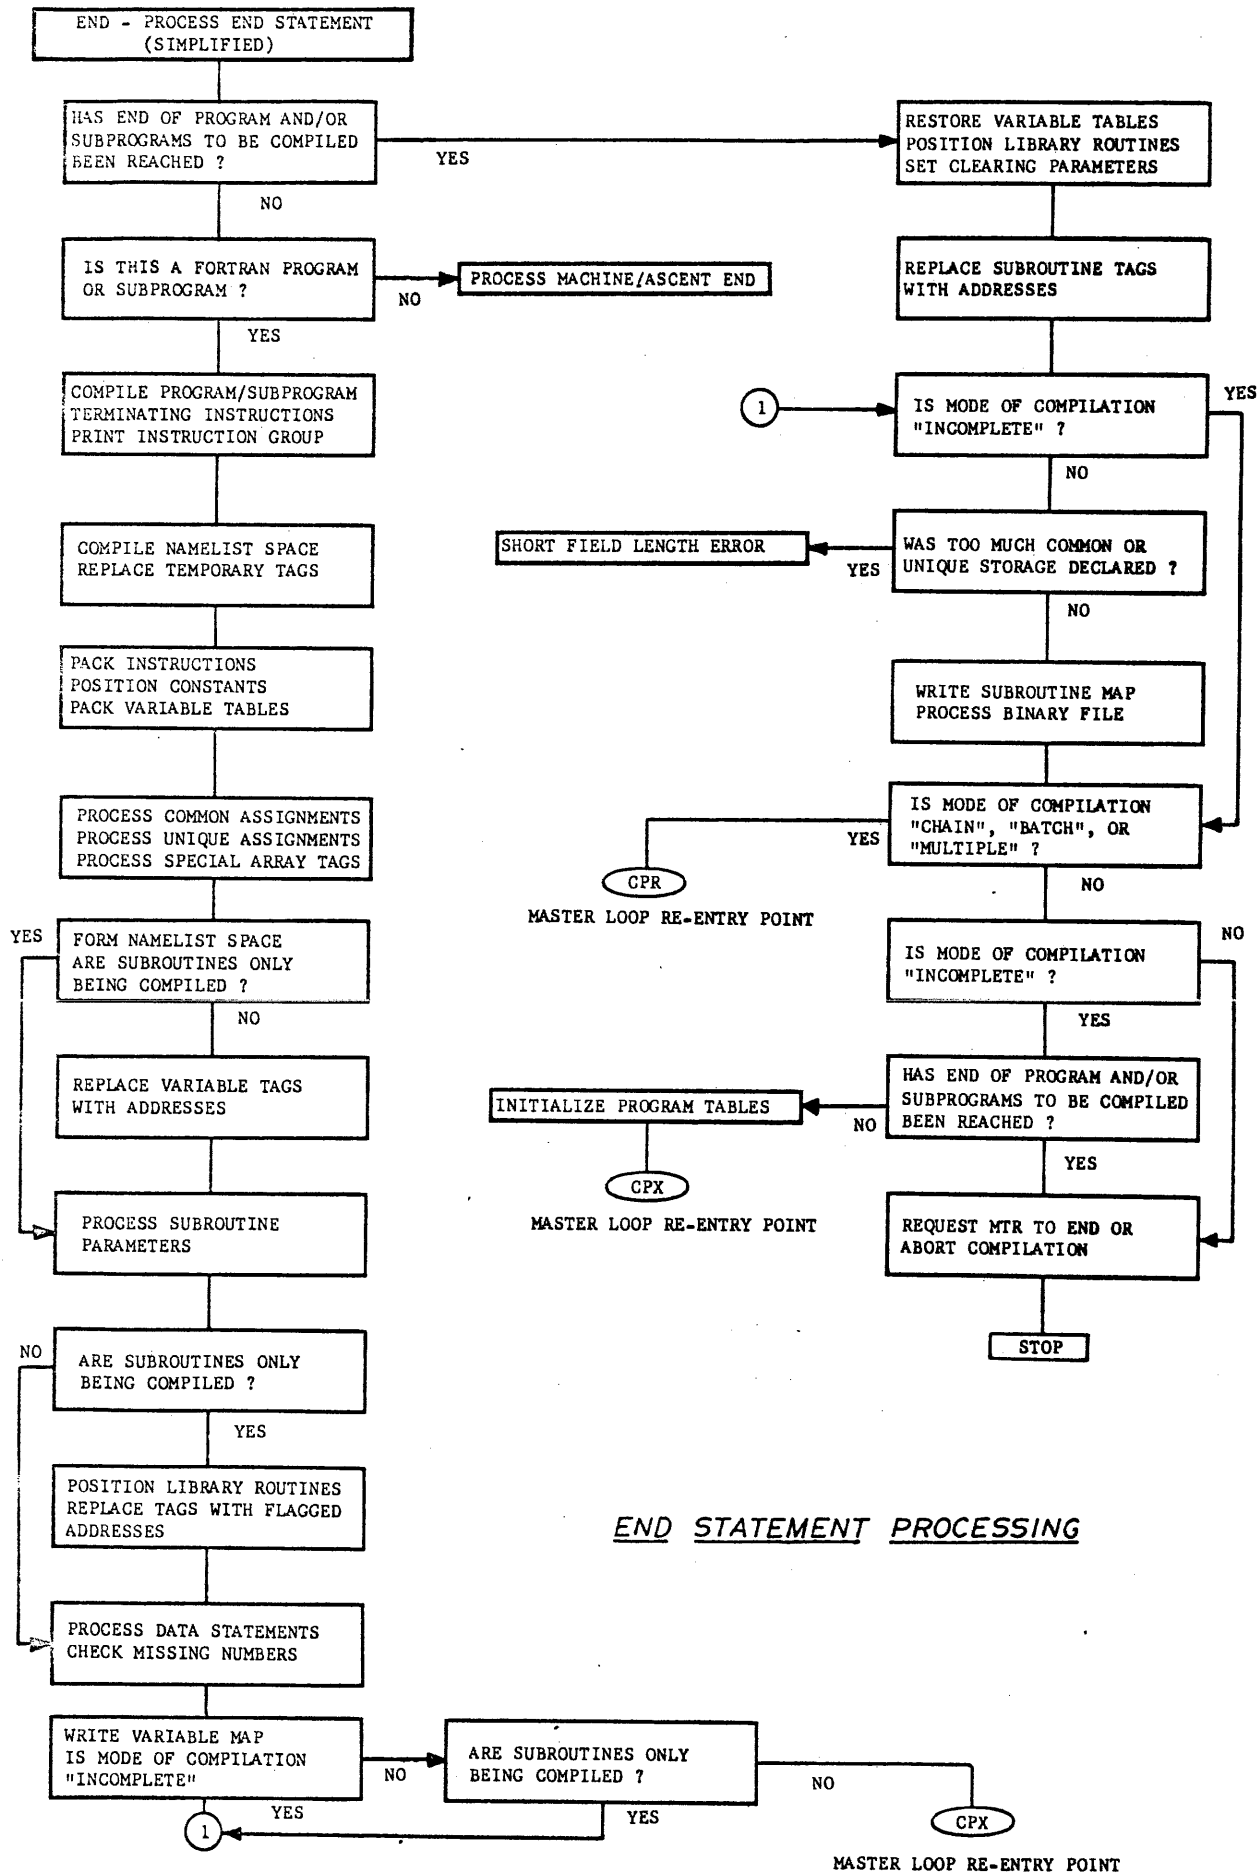 END - PROCESS END STATEMENT
(SIMPLIFIED)
HAS END OF PROGRAM AND/OR
SUBPROGRAMS TO BE COMPILED
BEEN REACHED ?
YES
NO
IS THIS A FORTRAN PROGRAM
OR SUBPROGRAM ?
NO
PROCESS MACHINE/ASCENT END
YES
COMPILE PROGRAM/SUBPROGRAM
TERMINATING INSTRUCTIONS
PRINT INSTRUCTION GROUP
COMPILE NAMELIST SPACE
REPLACE TEMPORARY TAGS
PACK INSTRUCTIONS
POSITION CONSTANTS
PACK VARIABLE TABLES
PROCESS COMMON ASSIGNMENTS
PROCESS UNIQUE ASSIGNMENTS
PROCESS SPECIAL ARRAY TAGS
YES
FORM NAMELIST SPACE
ARE SUBROUTINES ONLY
BEING COMPILED ?
NO
REPLACE VARIABLE TAGS
WITH ADDRESSES
PROCESS SUBROUTINE
PARAMETERS
NO
ARE SUBROUTINES ONLY
BEING COMPILED ?
YES
POSITION LIBRARY ROUTINES
REPLACE TAGS WITH FLAGGED
ADDRESSES
PROCESS DATA STATEMENTS
CHECK MISSING NUMBERS
WRITE VARIABLE MAP
IS MODE OF COMPILATION
"INCOMPLETE"
NO
YES
1
ARE SUBROUTINES ONLY
BEING COMPILED ?
YES
NO
CPX
MASTER LOOP RE-ENTRY POINT
RESTORE VARIABLE TABLES
POSITION LIBRARY ROUTINES
SET CLEARING PARAMETERS
REPLACE SUBROUTINE TAGS
WITH ADDRESSES
1
IS MODE OF COMPILATION
"INCOMPLETE" ?
YES
NO
WAS TOO MUCH COMMON OR
UNIQUE STORAGE DECLARED ?
YES
SHORT FIELD LENGTH ERROR
NO
WRITE SUBROUTINE MAP
PROCESS BINARY FILE
IS MODE OF COMPILATION
"CHAIN", "BATCH", OR
"MULTIPLE" ?
YES
CPR
MASTER LOOP RE-ENTRY POINT
NO
IS MODE OF COMPILATION
"INCOMPLETE" ?
NO
YES
HAS END OF PROGRAM AND/OR
SUBPROGRAMS TO BE COMPILED
BEEN REACHED ?
NO
INITIALIZE PROGRAM TABLES
CPX
MASTER LOOP RE-ENTRY POINT
YES
REQUEST MTR TO END OR
ABORT COMPILATION
STOP
END STATEMENT PROCESSING